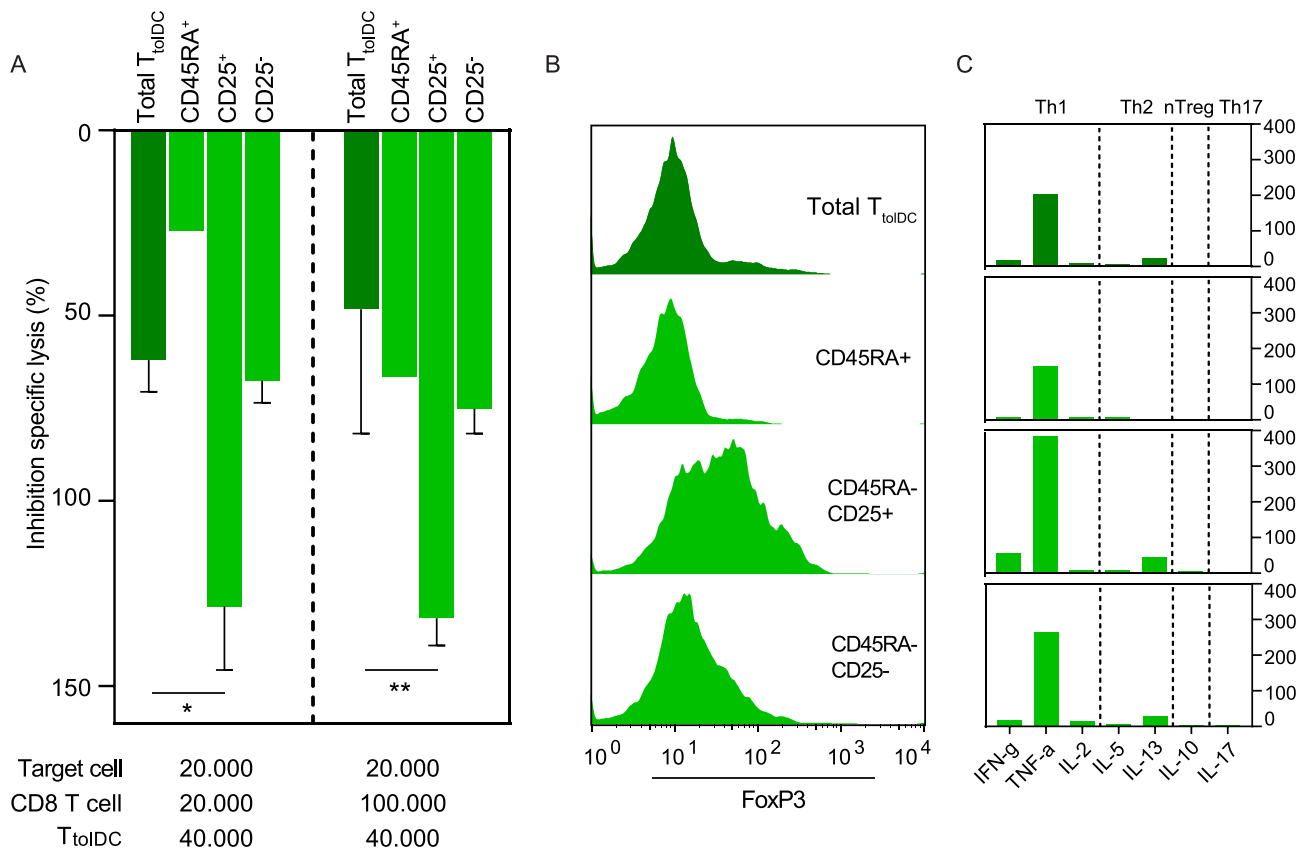 A
Total TtolDC
CD45RA+
CD25+
CD25-
Total TtolDC
CD45RA+
CD25+
CD25-
0
50
100
150
Inhibition specific lysis (%)
*
**
Target cell 20.000 20.000
CD8 T cell 20.000 100.000
TtolDC 40.000 40.000
B
Total TtolDC
CD45RA+
CD45RA-
CD25+
CD45RA-
CD25-
10^0 10^1 10^2 10^3 10^4
FoxP3
C
Th1 Th2 nTreg Th17
400
300
200
100
0
400
300
200
100
0
400
300
200
100
0
400
300
200
100
0
IFN-g TNF-a IL-2 IL-5 IL-13 IL-10 IL-17